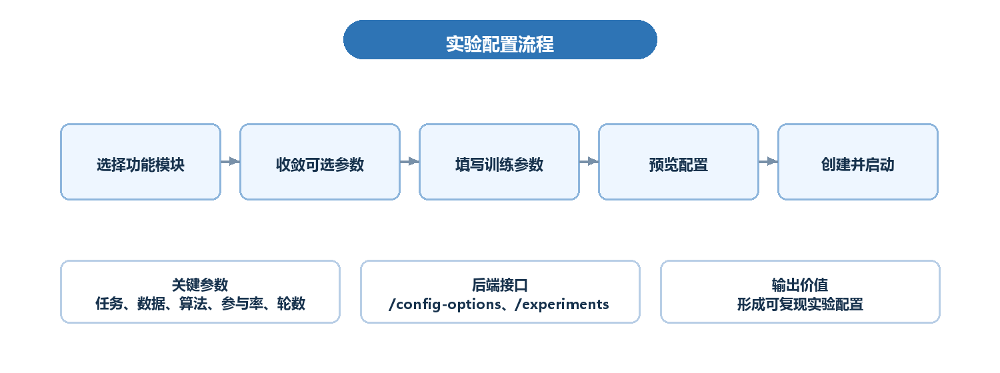 实验配置流程
选择功能模块
收敛可选参数
填写训练参数
预览配置
创建并启动
关键参数
任务、数据、算法、参与率、轮数
后端接口
/config-options、/experiments
输出价值
形成可复现实验配置